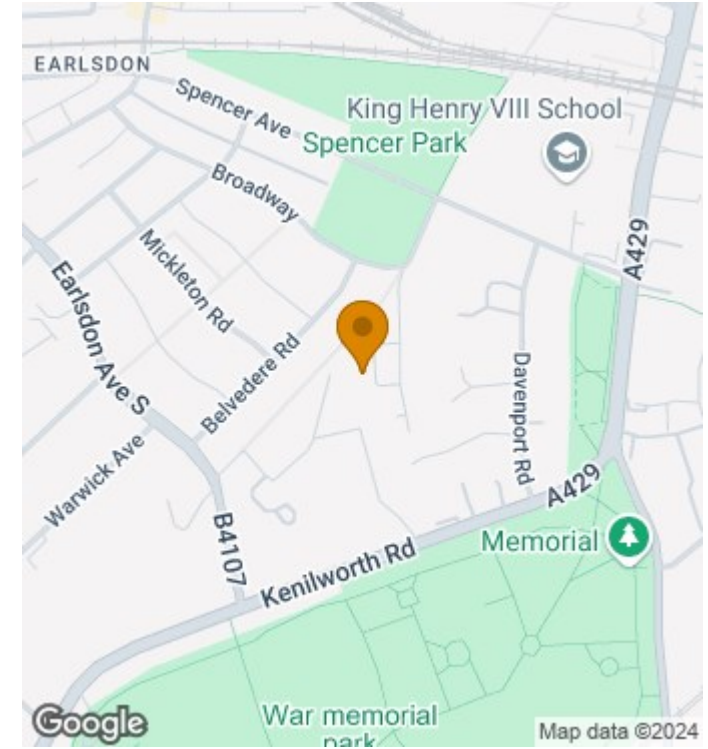 EARLSDON
Spencer Ave
King Henry VIII School
Spencer Park
Broadway
Mickleton Rd
A429
Earlsdon Ave S
Belvedere Rd
Davenport Rd
Warwick Ave
A429
B4107
Memorial
Kenilworth Rd
War memorial
park
Google
Map data ©2024